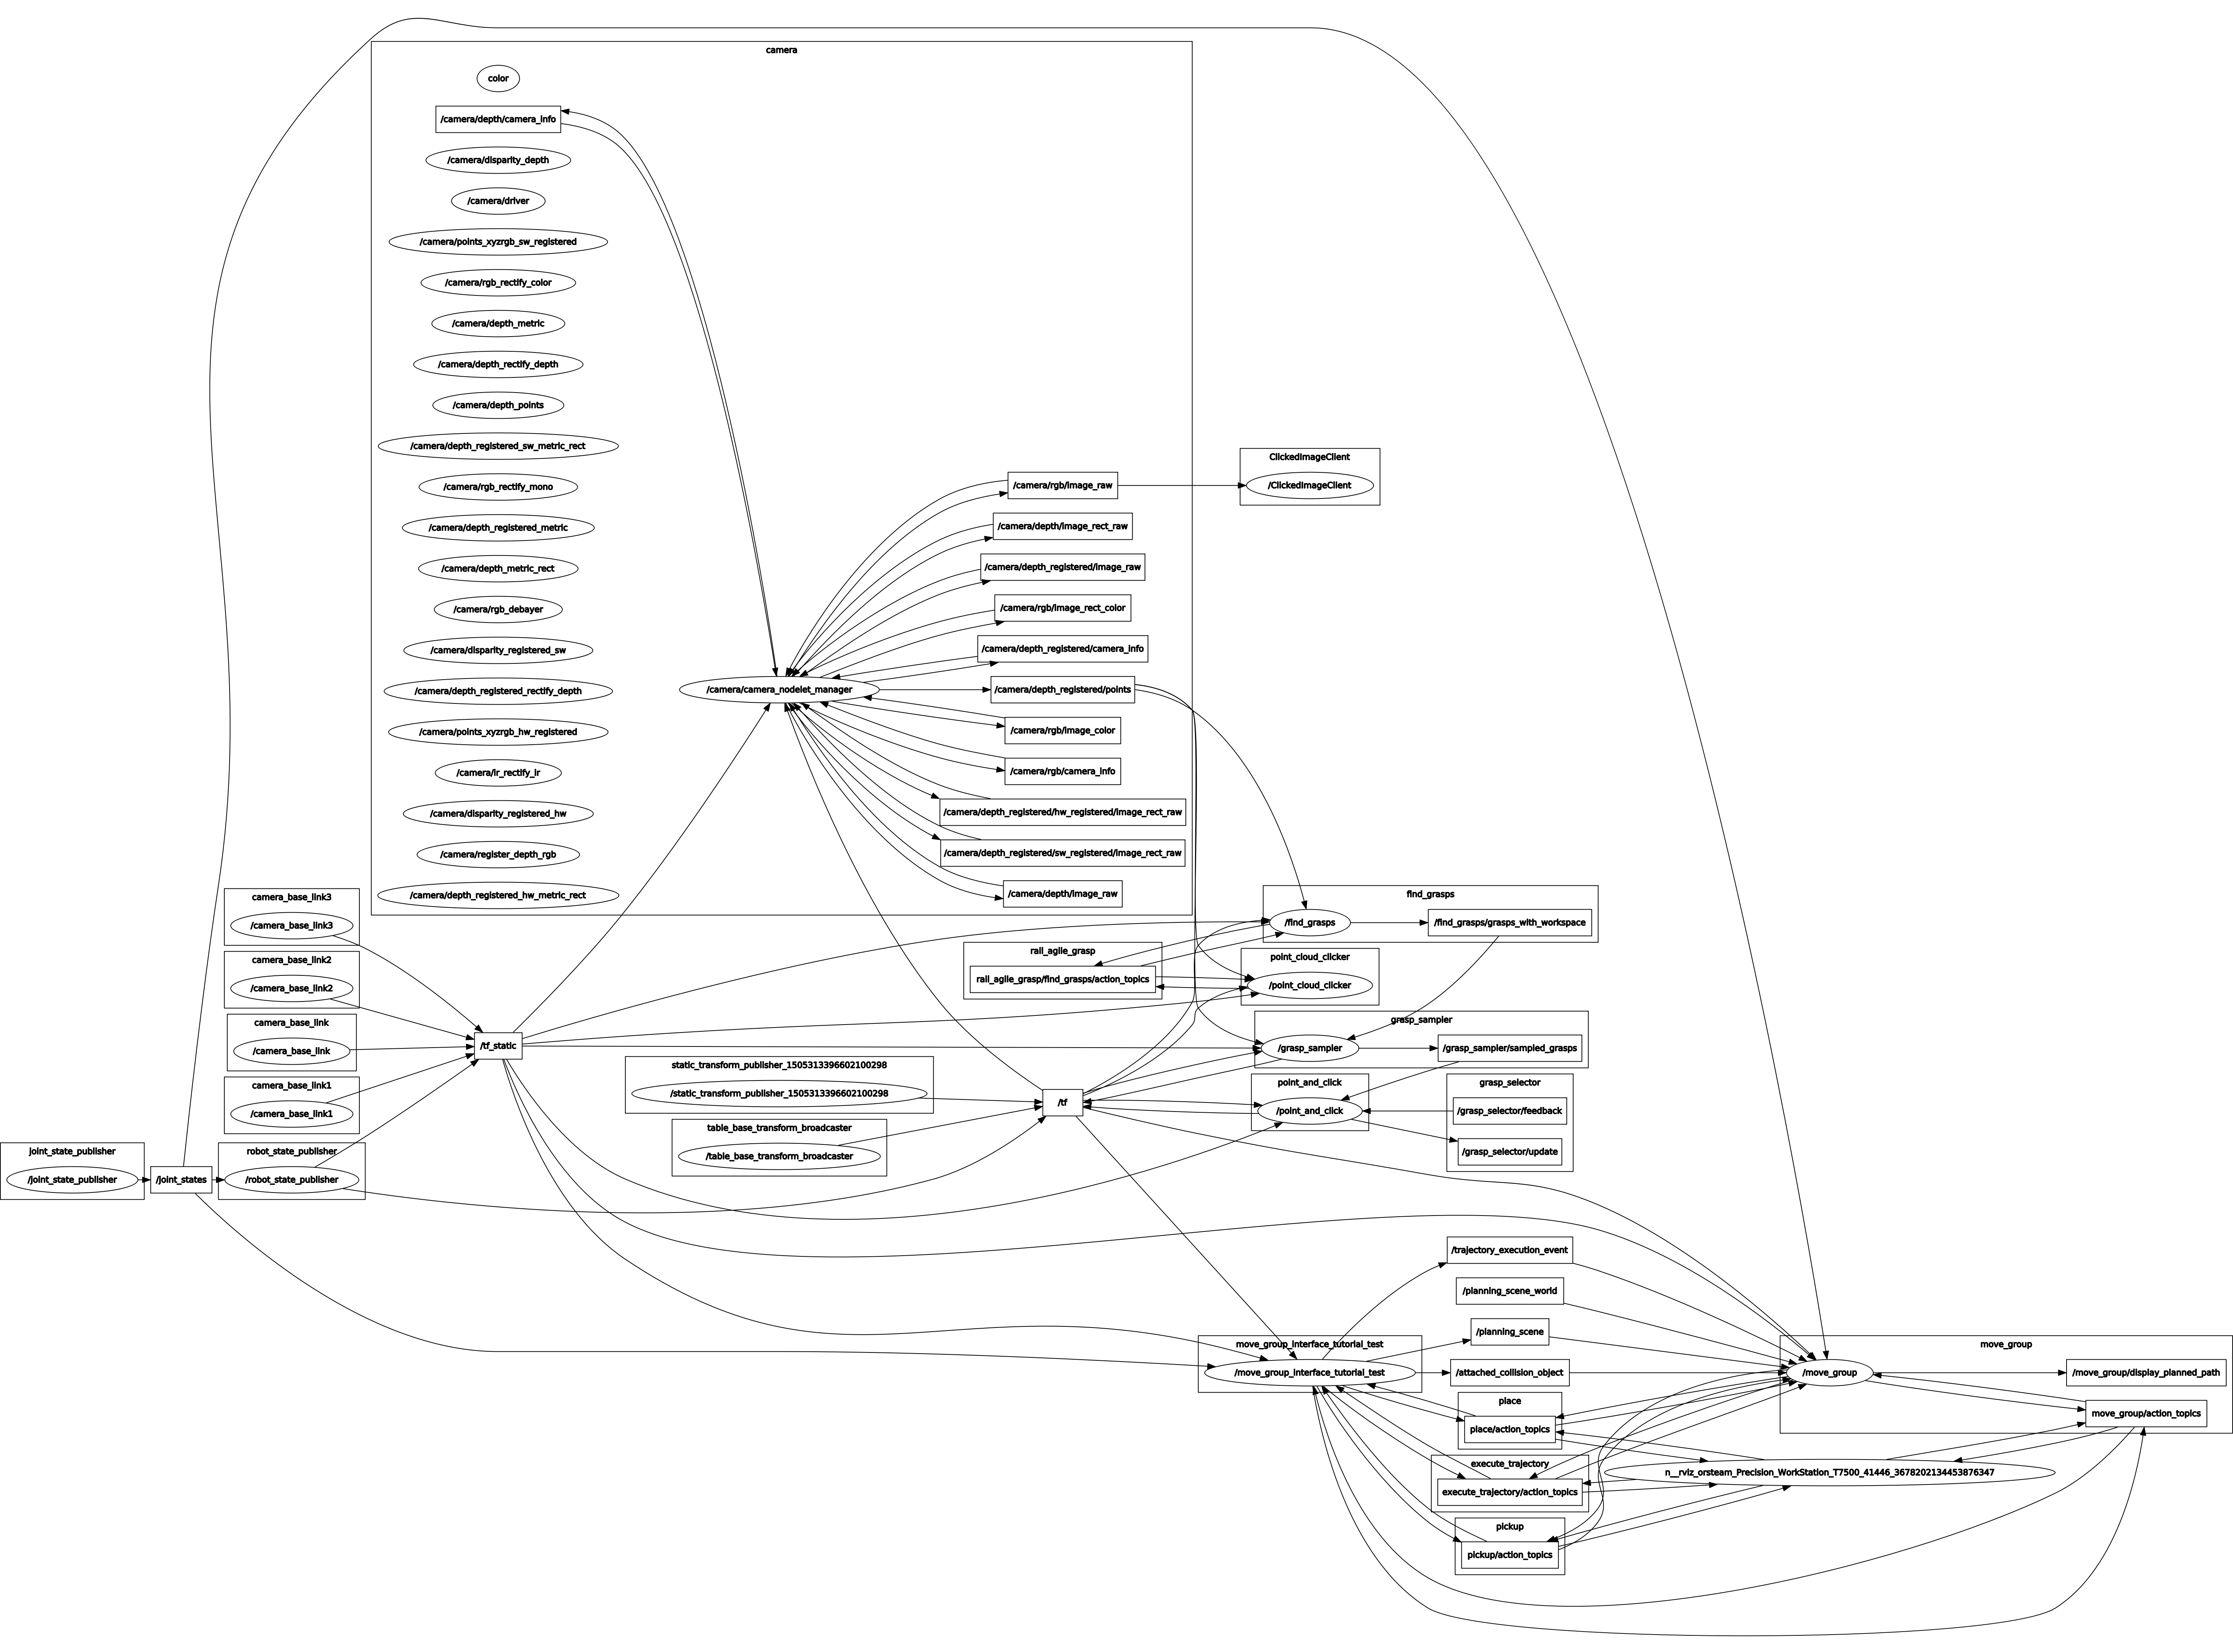 camera
color
/camera/depth/camera_info
/camera/disparity_depth
/camera/driver
/camera/points_xyzrgb_sw_registered
/camera/rgb_rectify_color
/camera/depth_metric
/camera/depth_rectify_depth
/camera/depth_points
/camera/depth_registered_sw_metric_rect
/camera/rgb_rectify_mono
/camera/depth_registered_metric
/camera/depth_metric_rect
/camera/rgb_debayer
/camera/disparity_registered_sw
/camera/depth_registered_rectify_depth
/camera/points_xyzrgb_hw_registered
/camera/ir_rectify_ir
/camera/disparity_registered_hw
/camera/register_depth_rgb
/camera/depth_registered_hw_metric_rect
/camera/camera_nodelet_manager
/camera/rgb/image_raw
/camera/depth/image_rect_raw
/camera/depth_registered/image_raw
/camera/rgb/image_rect_color
/camera/depth_registered/camera_info
/camera/depth_registered/points
/camera/rgb/image_color
/camera/rgb/camera_info
/camera/depth_registered/hw_registered/image_rect_raw
/camera/depth_registered/sw_registered/image_rect_raw
/camera/depth/image_raw
ClickedImageClient
/ClickedImageClient
camera_base_link3
/camera_base_link3
camera_base_link2
/camera_base_link2
camera_base_link
/camera_base_link
camera_base_link1
/camera_base_link1
joint_state_publisher
/joint_state_publisher
/joint_states
robot_state_publisher
/robot_state_publisher
/tf_static
static_transform_publisher_1505313396602100298
/static_transform_publisher_1505313396602100298
table_base_transform_broadcaster
/table_base_transform_broadcaster
/tf
rail_agile_grasp
rail_agile_grasp/find_grasps/action_topics
find_grasps
/find_grasps
/find_grasps/grasps_with_workspace
point_cloud_clicker
/point_cloud_clicker
grasp_sampler
/grasp_sampler
/grasp_sampler/sampled_grasps
point_and_click
/point_and_click
grasp_selector
/grasp_selector/feedback
/grasp_selector/update
/trajectory_execution_event
/planning_scene_world
/planning_scene
move_group_interface_tutorial_test
/move_group_interface_tutorial_test
/attached_collision_object
place
place/action_topics
execute_trajectory
execute_trajectory/action_topics
pickup
pickup/action_topics
move_group
/move_group
/move_group/display_planned_path
move_group/action_topics
n__rviz_orsteam_Precision_WorkStation_T7500_41446_3678202134453876347